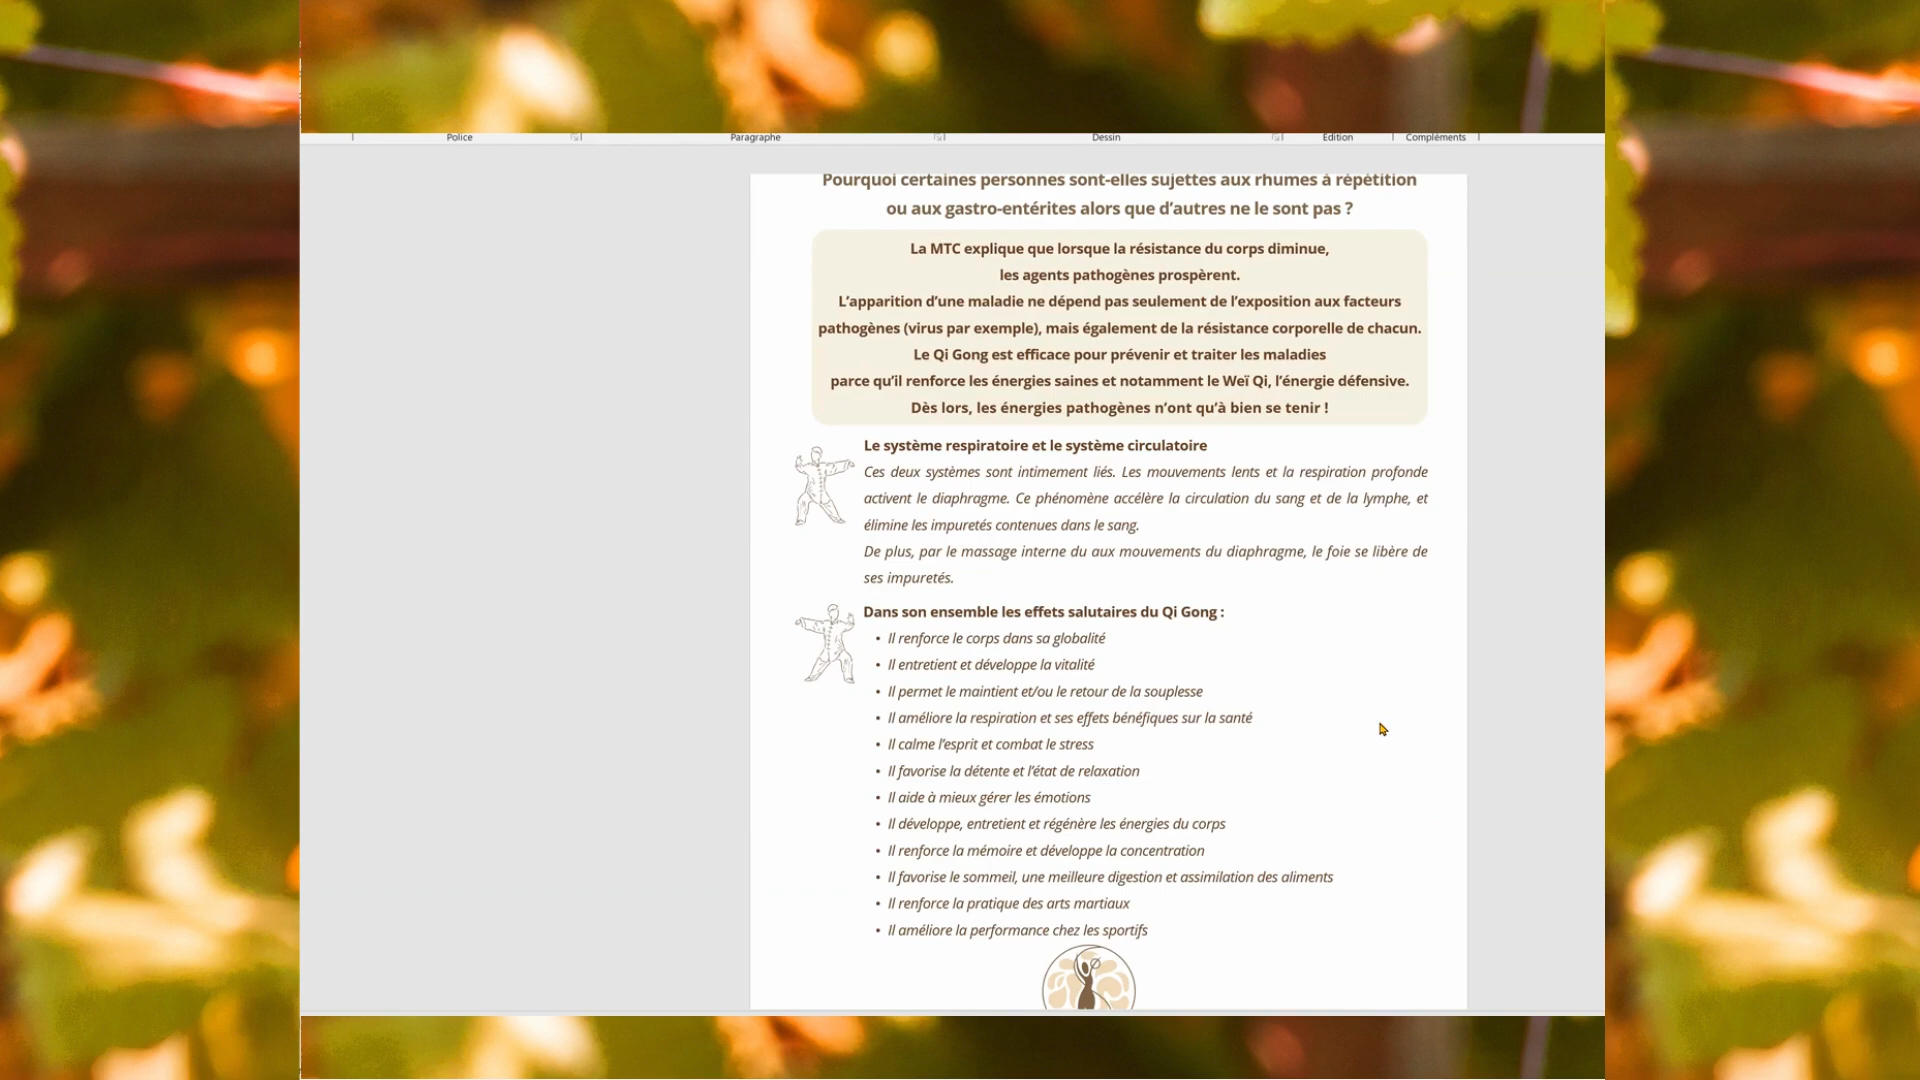 Police Paragraphe Dessin Edition Compléments
Pourquoi certaines personnes sont-elles sujettes aux rhumes à répétition
ou aux gastro-entérites alors que d’autres ne le sont pas ?
La MTC explique que lorsque la résistance du corps diminue,
les agents pathogènes prospèrent.
L’apparition d’une maladie ne dépend pas seulement de l’exposition aux facteurs
pathogènes (virus par exemple), mais également de la résistance corporelle de chacun.
Le Qi Gong est efficace pour prévenir et traiter les maladies
parce qu’il renforce les énergies saines et notamment le Weï Qi, l’énergie défensive.
Dès lors, les énergies pathogènes n’ont qu’à bien se tenir !
Le système respiratoire et le système circulatoire
Ces deux systèmes sont intimement liés. Les mouvements lents et la respiration profonde
activent le diaphragme. Ce phénomène accélère la circulation du sang et de la lymphe, et
élimine les impuretés contenues dans le sang.
De plus, par le massage interne du aux mouvements du diaphragme, le foie se libère de
ses impuretés.
Dans son ensemble les effets salutaires du Qi Gong :
• Il renforce le corps dans sa globalité
• Il entretient et développe la vitalité
• Il permet le maintient et/ou le retour de la souplesse
• Il améliore la respiration et ses effets bénéfiques sur la santé
• Il calme l’esprit et combat le stress
• Il favorise la détente et l’état de relaxation
• Il aide à mieux gérer les émotions
• Il développe, entretient et régénère les énergies du corps
• Il renforce la mémoire et développe la concentration
• Il favorise le sommeil, une meilleure digestion et assimilation des aliments
• Il renforce la pratique des arts martiaux
• Il améliore la performance chez les sportifs